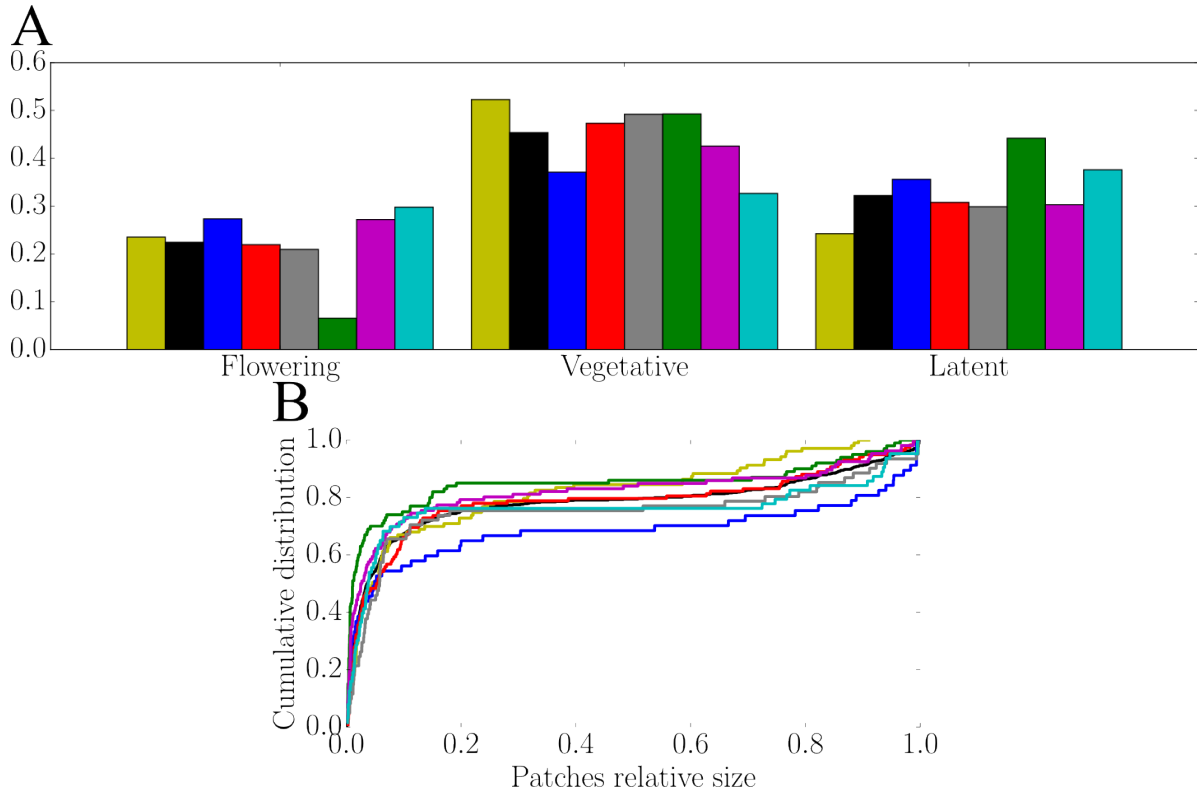 A
0.6
0.5
0.4
0.3
0.2
0.1
0.0
Flowering Vegetative Latent
B
Cumulative distribution
1.0
0.8
0.6
0.4
0.2
0.0
0.0 0.2 0.4 0.6 0.8 1.0
Patches relative size